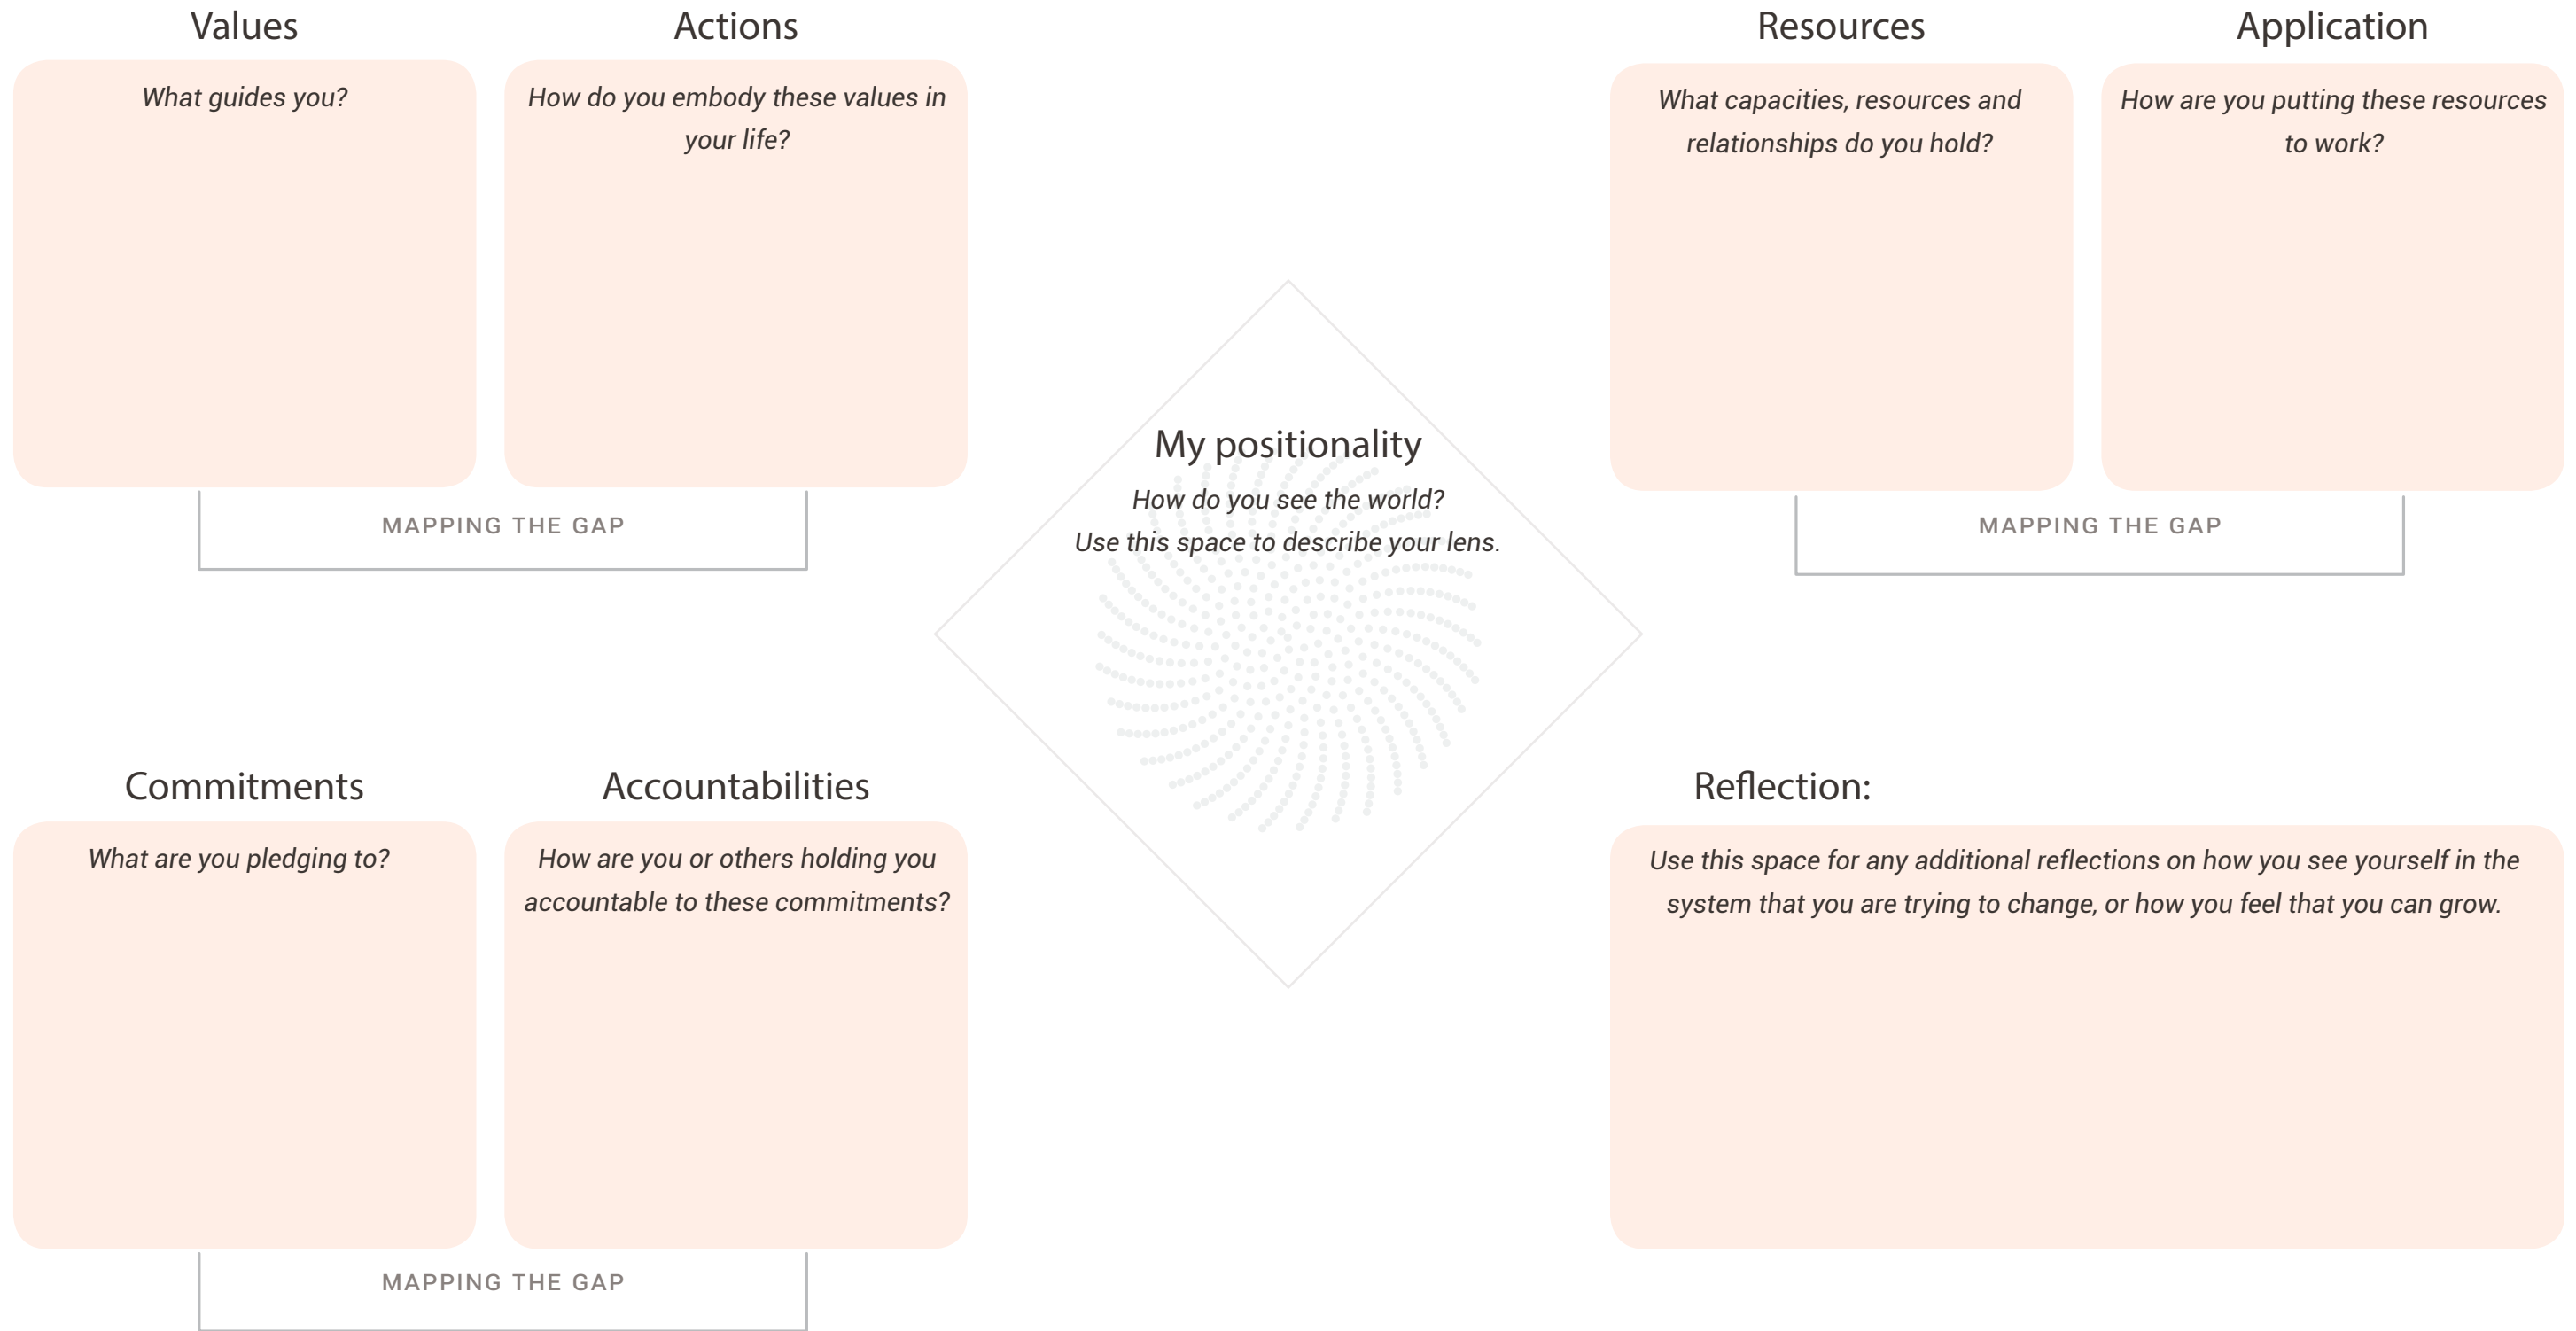 Values
What guides you?
Actions
How do you embody these values in
your life?
MAPPING THE GAP
Resources
What capacities, resources and
relationships do you hold?
Application
How are you putting these resources
to work?
MAPPING THE GAP
My positionality
How do you see the world?
Use this space to describe your lens.
Commitments
What are you pledging to?
Accountabilities
How are you or others holding you
accountable to these commitments?
MAPPING THE GAP
Reflection:
Use this space for any additional reflections on how you see yourself in the
system that you are trying to change, or how you feel that you can grow.